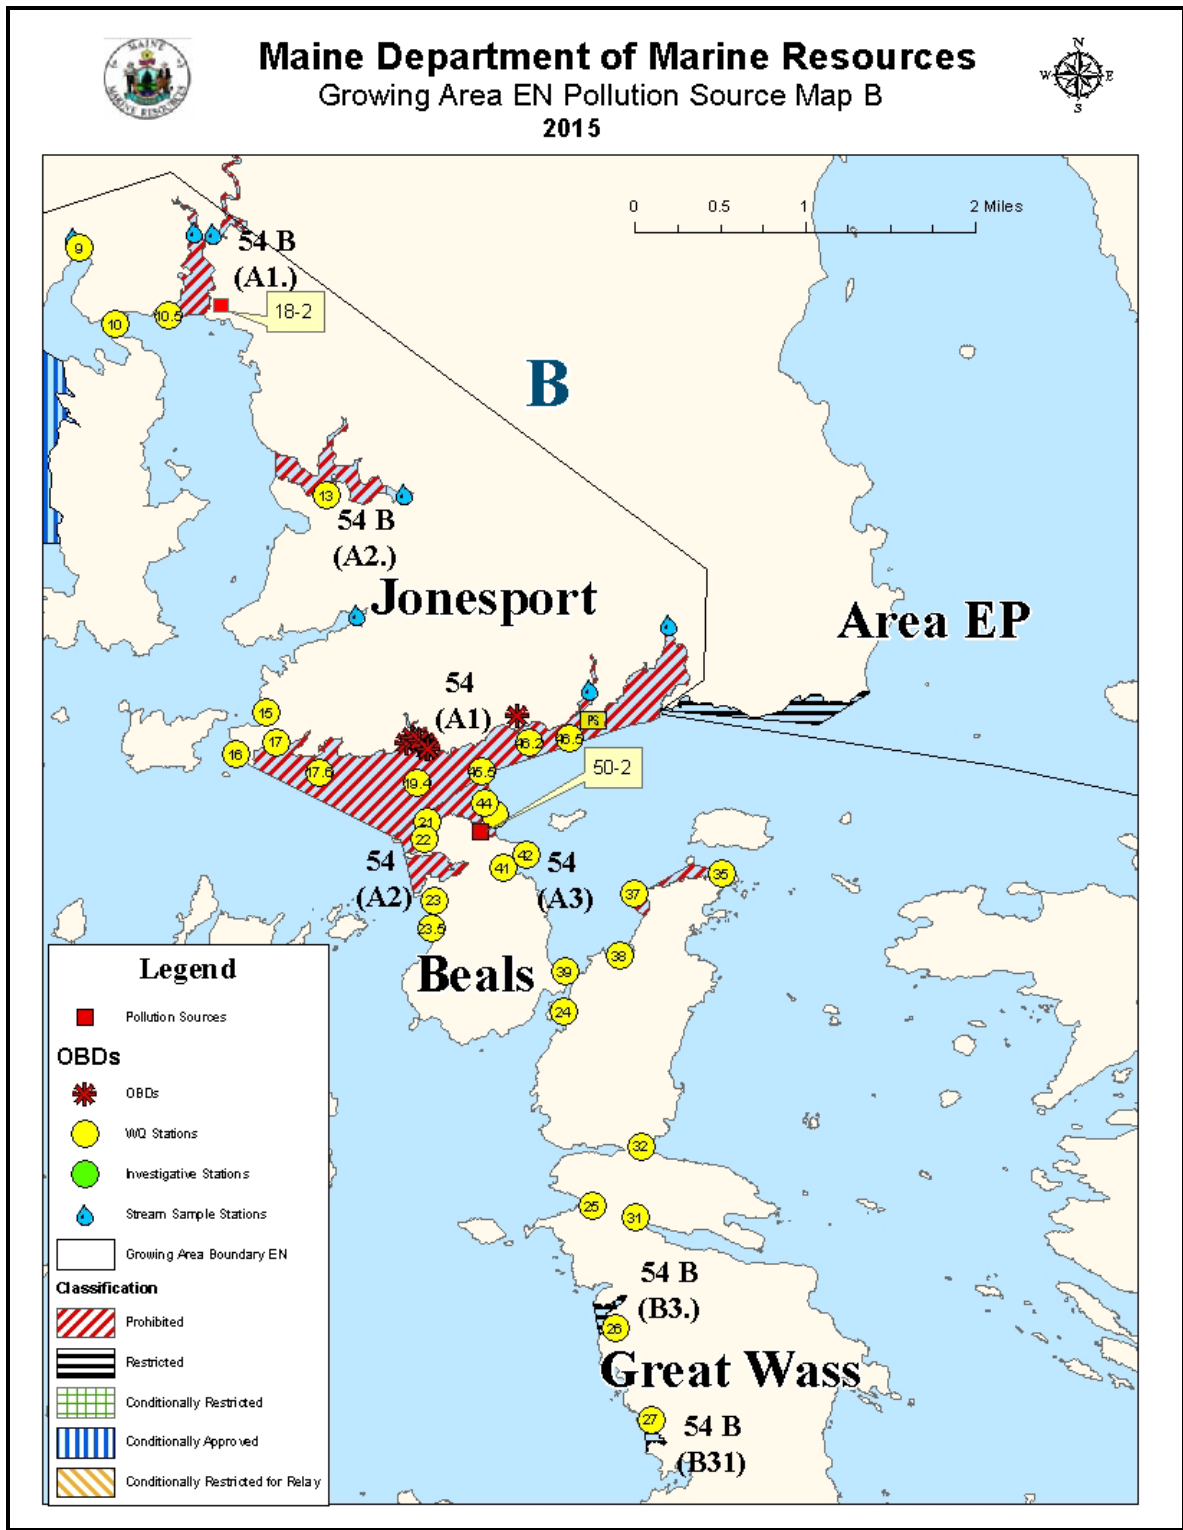 Maine Department of Marine Resources
Growing Area EN Pollution Source Map B
2015
MAINE
MARINE RESOURCES
N
W
E
S
0
0.5
1
2 Miles
9
54 B
(A1.)
18-2
10.5
10
B
13
54 B
(A2.)
Jonesport
Area EP
54
(A1)
15
17
16
PS
46.2
46.5
50-2
17.6
19.4
45.5
44
21
22
42
41
54
(A2)
54
(A3)
35
37
23
23.5
38
Beals
39
24
32
25
31
54 B
(B3.)
26
Great Wass
27
54 B
(B31)
Legend
Pollution Sources
OBDs
OBDs
WQ Stations
Investigative Stations
Stream Sample Stations
Growing Area Boundary EN
Classification
Prohibited
Restricted
Conditionally Restricted
Conditionally Approved
Conditionally Restricted for Relay